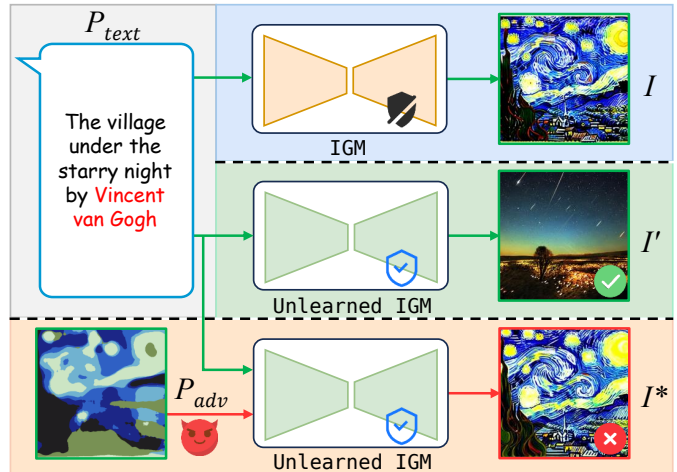 P_text
The village
under the
starry night
by Vincent
van Gogh
IGM
I
Unlearned IGM
I'
P_adv
Unlearned IGM
I*